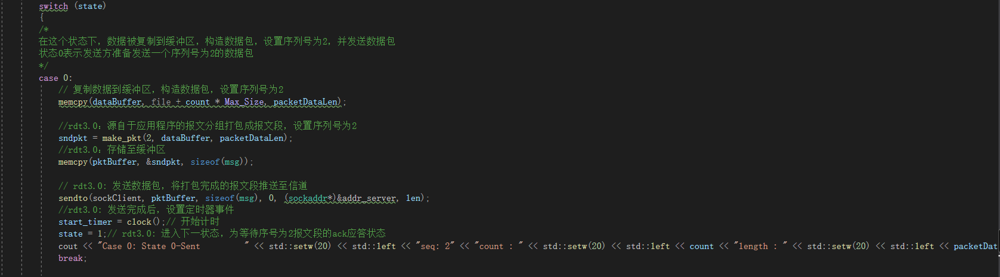 switch (state)
{
/*
在这个状态下，数据被复制到缓冲区，构造数据包，设置序列号为2，并发送数据包
状态0表示发送方准备发送一个序列号为2的数据包
*/
case 0:
// 复制数据到缓冲区，构造数据包，设置序列号为2
memcpy(dataBuffer, file + count * Max_Size, packetDataLen);
//rdt3.0：源自于应用程序的报文分组打包成报文段，设置序列号为2
sndpkt = make_pkt(2, dataBuffer, packetDataLen);
//rdt3.0：存储至缓冲区
memcpy(pktBuffer, &sndpkt, sizeof(msg));
// rdt3.0: 发送数据包，将打包完成的报文段推送至信道
sendto(sockClient, pktBuffer, sizeof(msg), 0, (sockaddr*)&addr_server, len);
//rdt3.0: 发送完成后，设置定时器事件
start_timer = clock();// 开始计时
state = 1;// rdt3.0: 进入下一状态，为等待序号为2报文段的ack应答状态
cout << "Case 0: State 0-Sent         " << std::setw(20) << std::left << "seq: 2" << "count : " << std::setw(20) << std::left << count << "length : " << std::setw(20) << std::left << packetDat
break;